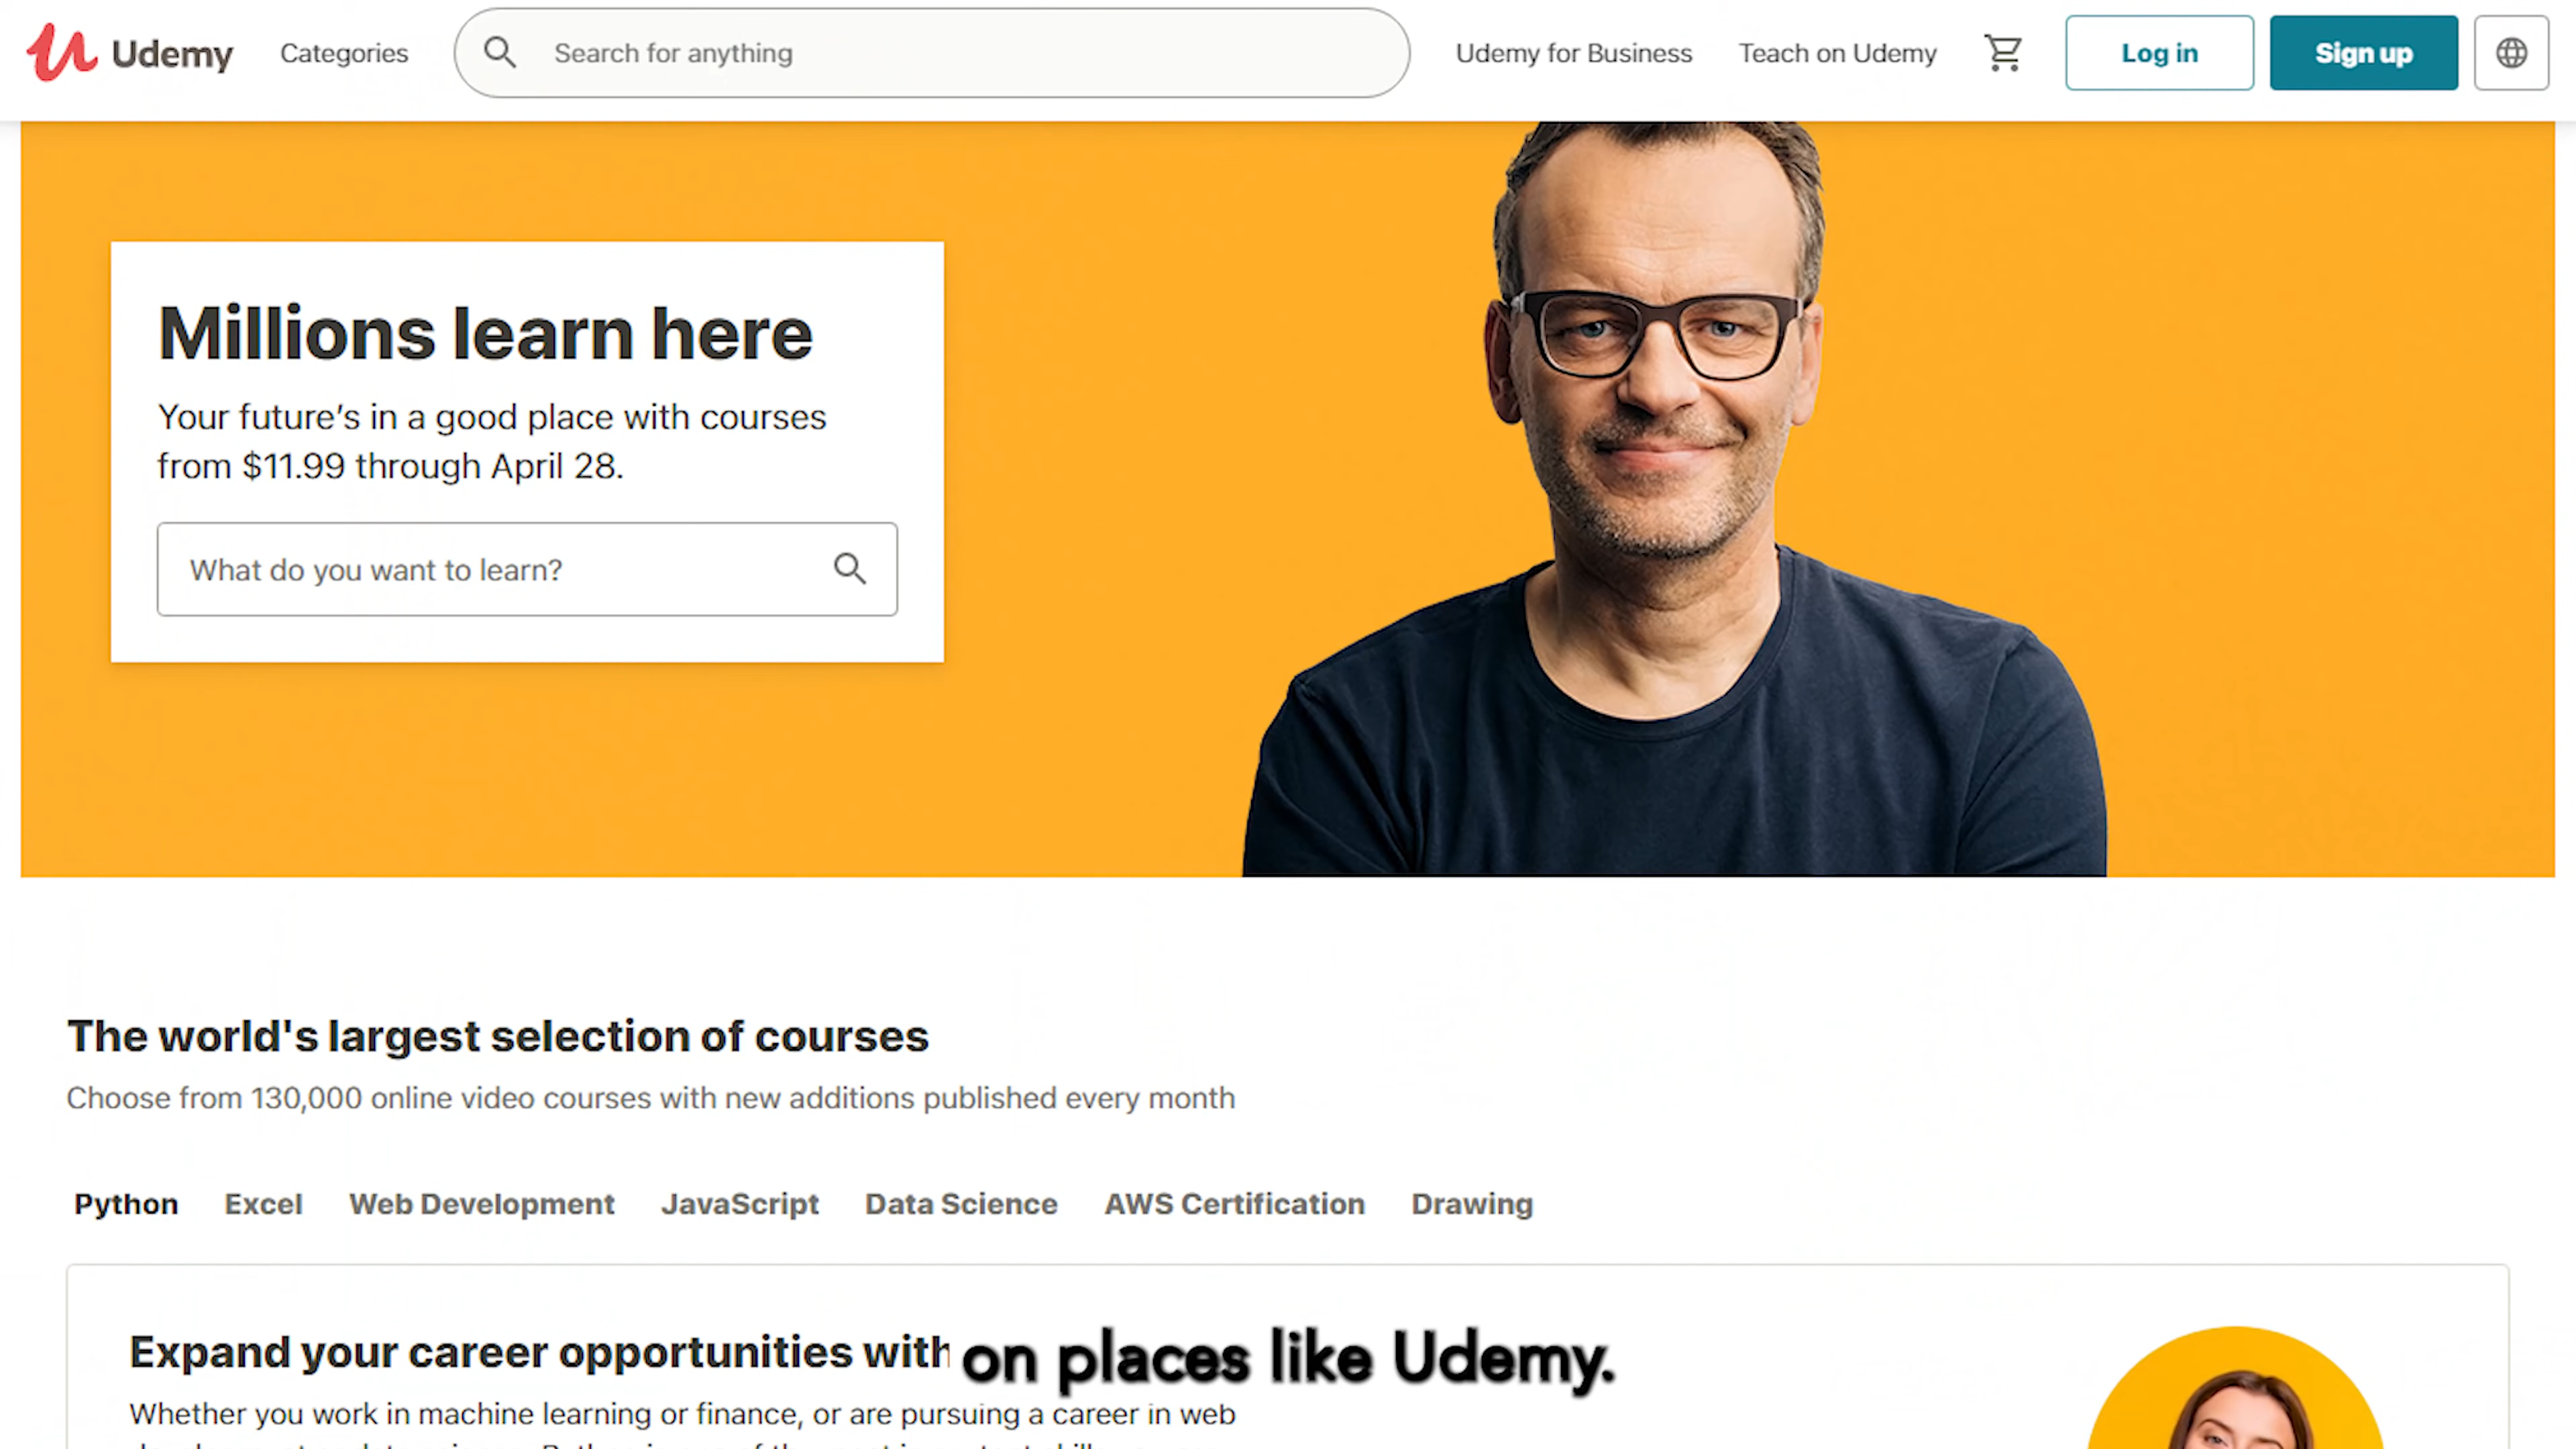 Udemy
Categories
Search for anything
Udemy for Business
Teach on Udemy
Log in
Sign up
Millions learn here
Your future’s in a good place with courses
from $11.99 through April 28.
What do you want to learn?
The world's largest selection of courses
Choose from 130,000 online video courses with new additions published every month
Python
Excel
Web Development
JavaScript
Data Science
AWS Certification
Drawing
Expand your career opportunities with
on places like Udemy.
Whether you work in machine learning or finance, or are pursuing a career in web